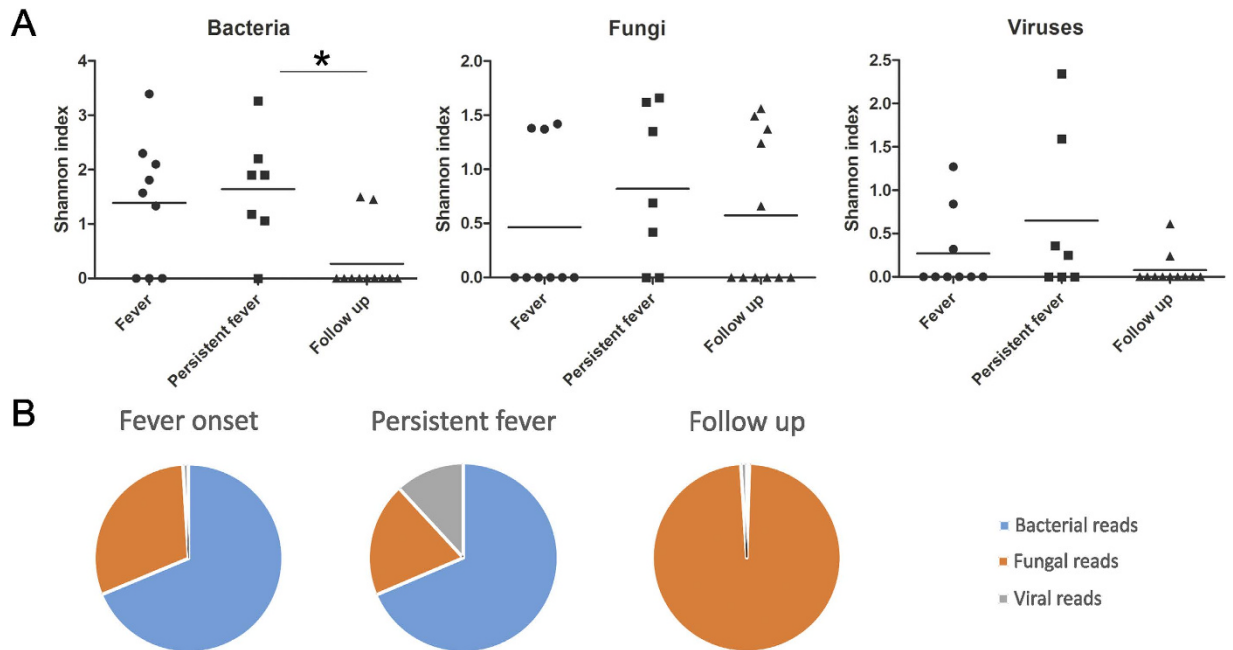 A
Bacteria
Shannon index
4
3
2
1
0
*
Fever
Persistent fever
Follow up
Fungi
Shannon index
2.0
1.5
1.0
0.5
0.0
Fever
Persistent fever
Follow up
Viruses
Shannon index
2.5
2.0
1.5
1.0
0.5
0.0
Fever
Persistent fever
Follow up
B
Fever onset
Persistent fever
Follow up
Bacterial reads
Fungal reads
Viral reads